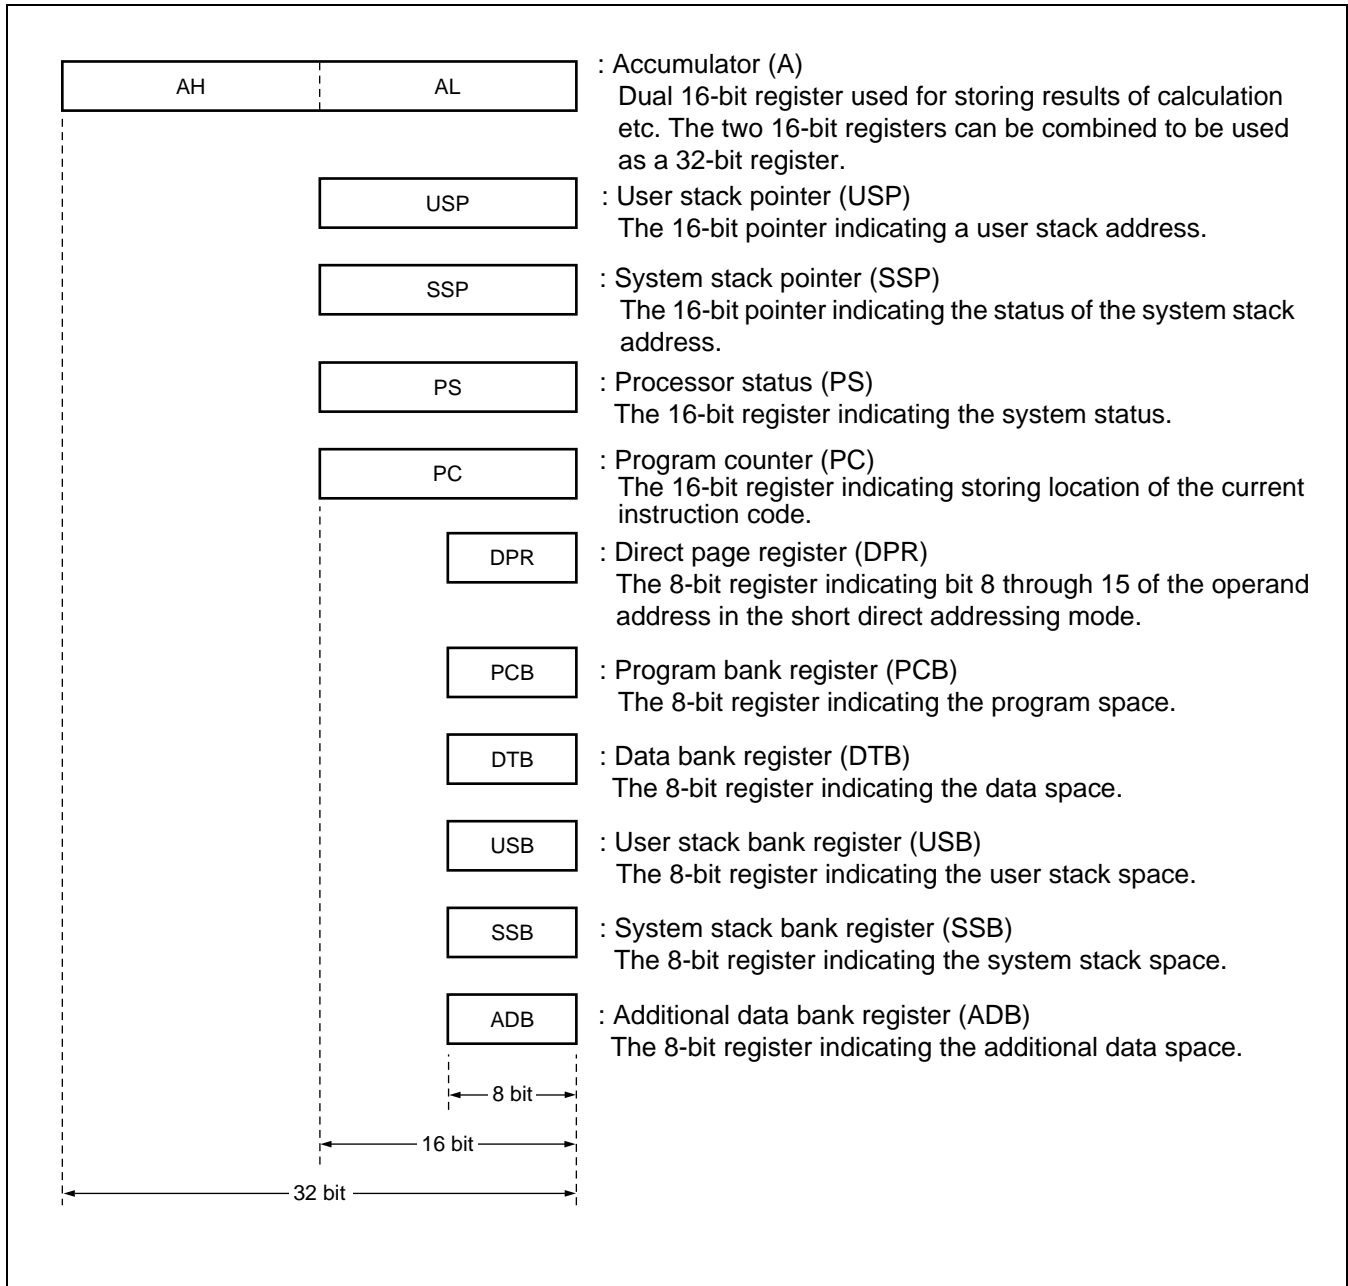 AH AL : Accumulator (A)
Dual 16-bit register used for storing results of calculation
etc. The two 16-bit registers can be combined to be used
as a 32-bit register.
USP : User stack pointer (USP)
The 16-bit pointer indicating a user stack address.
SSP : System stack pointer (SSP)
The 16-bit pointer indicating the status of the system stack
address.
PS : Processor status (PS)
The 16-bit register indicating the system status.
PC : Program counter (PC)
The 16-bit register indicating storing location of the current
instruction code.
DPR : Direct page register (DPR)
The 8-bit register indicating bit 8 through 15 of the operand
address in the short direct addressing mode.
PCB : Program bank register (PCB)
The 8-bit register indicating the program space.
DTB : Data bank register (DTB)
The 8-bit register indicating the data space.
USB : User stack bank register (USB)
The 8-bit register indicating the user stack space.
SSB : System stack bank register (SSB)
The 8-bit register indicating the system stack space.
ADB : Additional data bank register (ADB)
The 8-bit register indicating the additional data space.
8 bit
16 bit
32 bit